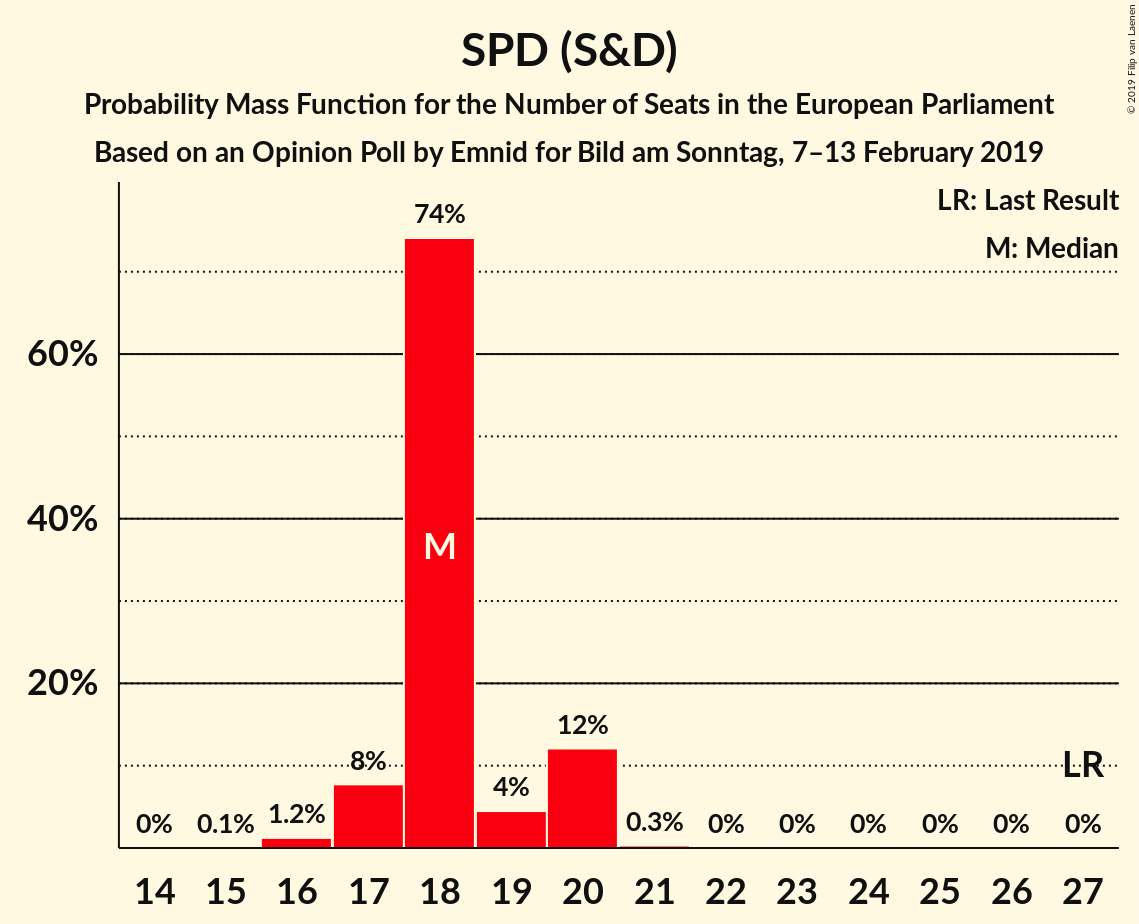 SPD (S&D)
Probability Mass Function for the Number of Seats in the European Parliament
Based on an Opinion Poll by Emnid for Bild am Sonntag, 7–13 February 2019
© 2019 Filip van Laenen
LR: Last Result
M: Median
60%
40%
20%
0%
0.1%
1.2%
8%
74%
M
4%
12%
0.3%
0%
0%
0%
0%
0%
LR
0%
14 15 16 17 18 19 20 21 22 23 24 25 26 27